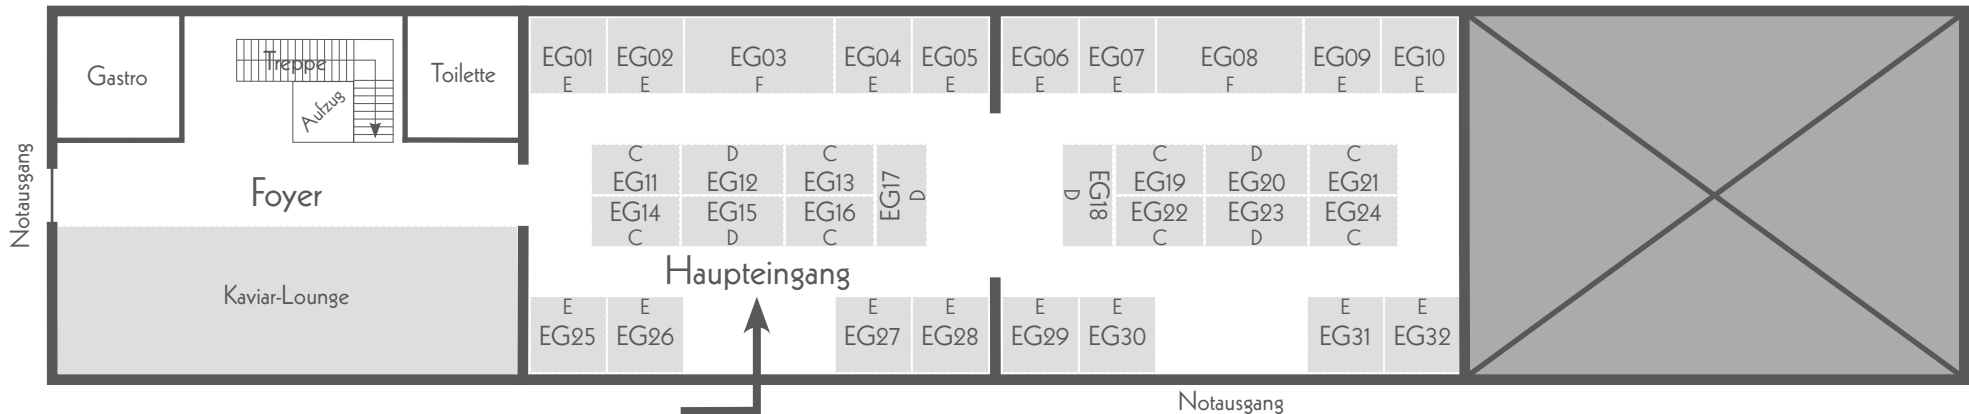 Gastro
Treppe
Aufzug
Toilette
EG01 EG02 EG03 EG04 EG05 EG06 EG07 EG08 EG09 EG10
E E F E E E E F E E
Notausgang
Foyer
C D C
EG11 EG12 EG13
EG17
D
EG14 EG15 EG16
C D C
EG18
D
C D C
EG19 EG20 EG21
EG22 EG23 EG24
C D C
Kaviar-Lounge
Haupteingang
E E E E E E E E
EG25 EG26 EG27 EG28 EG29 EG30 EG31 EG32
Notausgang